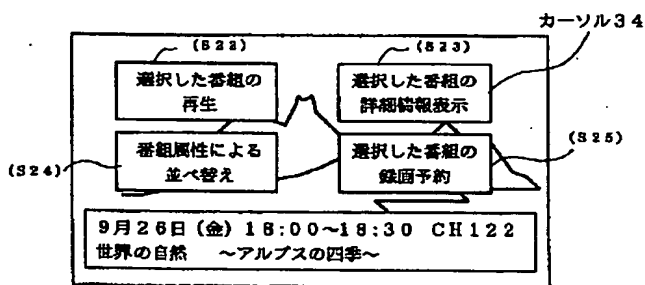 カーソル34
(S22)
(S23)
選択した番組の
再生
選択した番組の
詳細情報表示
(S24)
番組属性による
並べ替え
選択した番組の
録画予約
(S25)
9月26日(金)18:00~18:30 CH122
世界の自然 ~アルプスの四季~